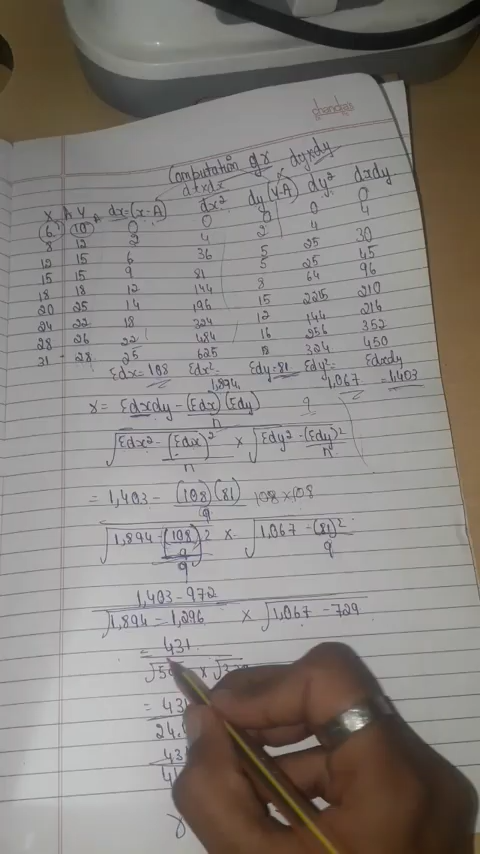 chandras
Computation of r
dxxdx dyxdy
X A Y A dx-(x-A) dx² dy (Y-A) dy² dxdy
6 10 0 0 0 0 0
8 12 2 4 2 4 4
12 15 6 36 5 25 30
15 15 9 81 5 25 45
18 18 12 144 8 64 96
20 25 14 196 15 225 210
24 22 18 324 12 144 216
28 26 22 484 16 256 352
31 - 28 25 625 18 324 450
Σdx=108 Σdx²= Σdy=81 Σdy²= Σdxdy
1,894 1,067 =1,403
r = Σdxdy - (Σdx)(Σdy) 9
n
√Σdx² - (Σdx)² × √Σdy² - (Σdy)²
n n
= 1,403 - (108)(81) 108×108
9
√1,894 - (108)² × √1,067 - (81)²
9 9
1,403 - 972
√1,894 - 1,296 × √1,067 - 729
= 431
× √
= 431
24.
r